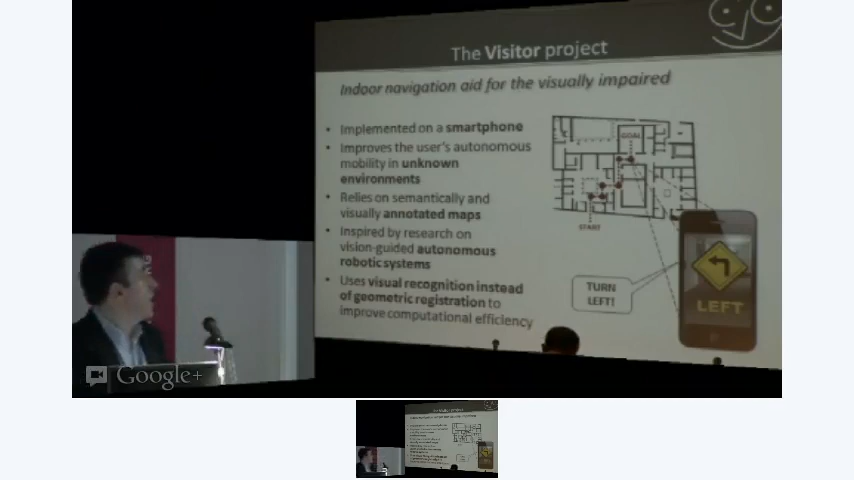 The Visitor project
Indoor navigation aid for the visually impaired
• Implemented on a smartphone
• Improves the user's autonomous
mobility in unknown
environments
• Relies on semantically and
visually annotated maps
• Inspired by research on
vision-guided autonomous
robotic systems
• Uses visual recognition instead
of geometric registration to
improve computational efficiency
GOAL
START
TURN
LEFT!
LEFT
Google+